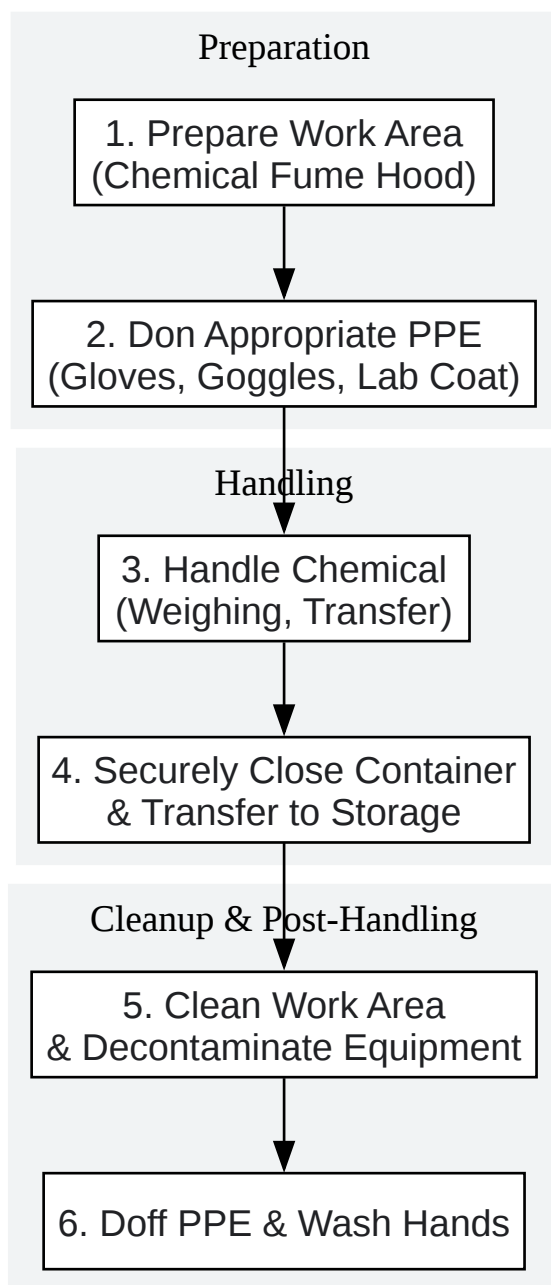 Preparation
1. Prepare Work Area
(Chemical Fume Hood)
2. Don Appropriate PPE
(Gloves, Goggles, Lab Coat)
Handling
3. Handle Chemical
(Weighing, Transfer)
4. Securely Close Container
& Transfer to Storage
Cleanup & Post-Handling
5. Clean Work Area
& Decontaminate Equipment
6. Doff PPE & Wash Hands